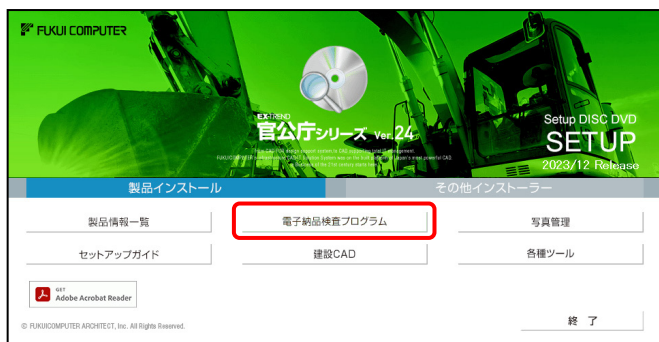 FUKUI COMPUTER
EX-TREND
官公庁シリーズ Ver.24
Setup DISC DVD
SETUP
2023/12 Release
製品インストール
その他インストーラー
製品情報一覧
電子納品検査プログラム
写真管理
セットアップガイド
建設CAD
各種ツール
GET
Adobe Acrobat Reader
© FUKUICOMPUTER ARCHITECT, Inc. All Rights Reserved.
終 了